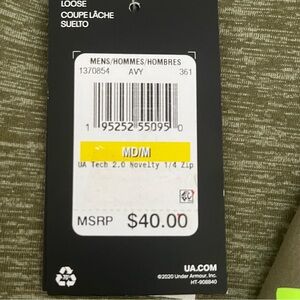 LOOSE
COUPE LÂCHE
SUELTO
MENS/HOMMES/HOMBRES
1370854 AVY 361
1 95252 55095 0
MD/M
UA Tech 2.0 Novelty 1/4 Zip
MSRP $40.00
UA.COM
©2020 Under Armour, Inc.
HT-908840